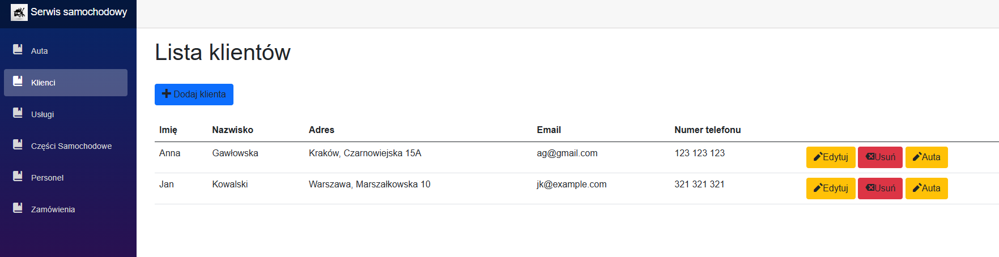 Serwis samochodowy
Auta
Klienci
Usługi
Części Samochodowe
Personel
Zamówienia
Lista klientów
Dodaj klienta
Imię Nazwisko Adres Email Numer telefonu
Anna Gawłowska Kraków, Czarnowiejska 15A ag@gmail.com 123 123 123 Edytuj Usuń Auta
Jan Kowalski Warszawa, Marszałkowska 10 jk@example.com 321 321 321 Edytuj Usuń Auta